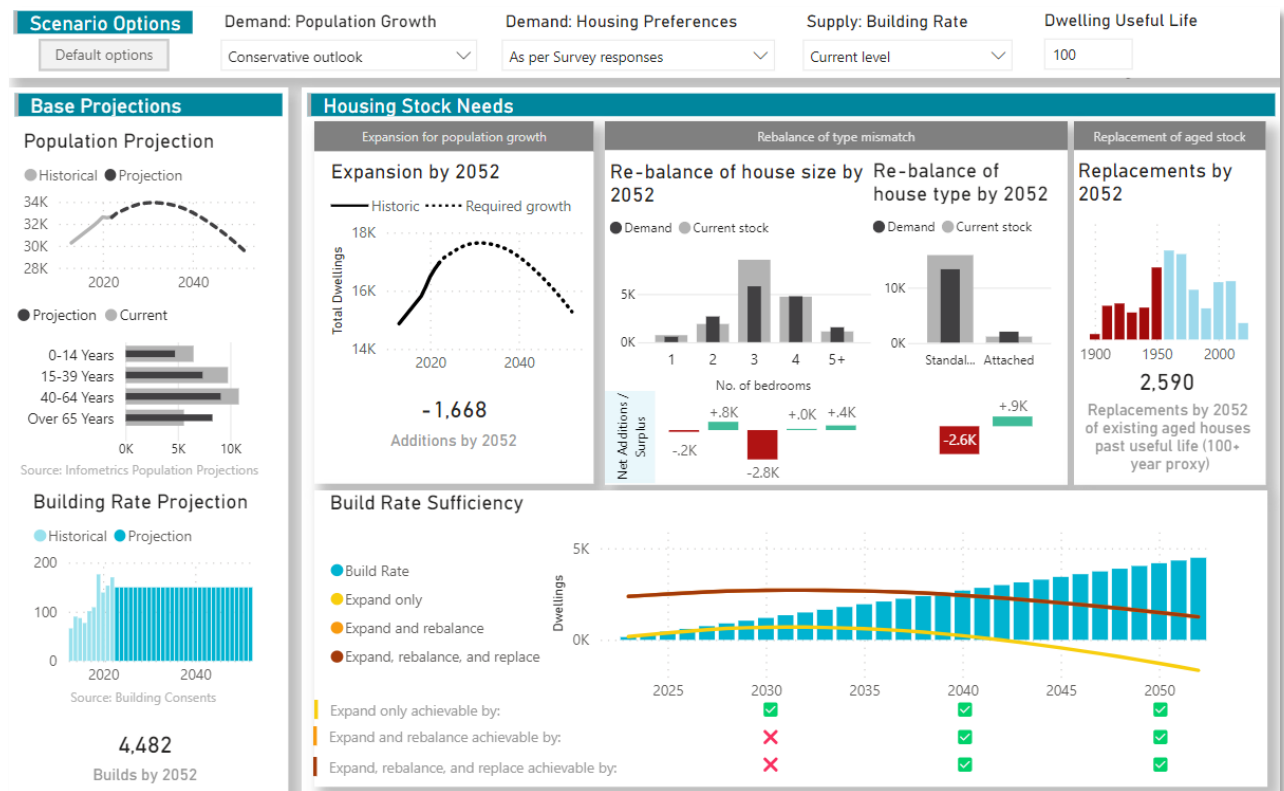 Scenario Options
Default options
Demand: Population Growth
Conservative outlook
Demand: Housing Preferences
As per Survey responses
Supply: Building Rate
Current level
Dwelling Useful Life
100
Base Projections
Population Projection
Historical Projection
34K
32K
30K
28K
2020 2040
Projection Current
0-14 Years
15-39 Years
40-64 Years
Over 65 Years
0K 5K 10K
Source: Infometrics Population Projections
Building Rate Projection
Historical Projection
200
100
0
2020 2040
Source: Building Consents
4,482
Builds by 2052
Housing Stock Needs
Expansion for population growth
Expansion by 2052
Historic Required growth
Total Dwellings
18K
16K
14K
2020 2040
-1,668
Additions by 2052
Rebalance of type mismatch
Re-balance of house size by
2052
Demand Current stock
5K
0K
1 2 3 4 5+
No. of bedrooms
Net Additions /
Surplus
-.2K
+.8K
-2.8K
+.0K
+.4K
Re-balance of
house type by 2052
Demand Current stock
10K
0K
Standal... Attached
-2.6K
+.9K
Replacement of aged stock
Replacements by
2052
1900 1950 2000
2,590
Replacements by 2052
of existing aged houses
past useful life (100+
year proxy)
Build Rate Sufficiency
Build Rate
Expand only
Expand and rebalance
Expand, rebalance, and replace
Dwellings
5K
0K
2025 2030 2035 2040 2045 2050
Expand only achievable by:
Expand and rebalance achievable by:
Expand, rebalance, and replace achievable by: